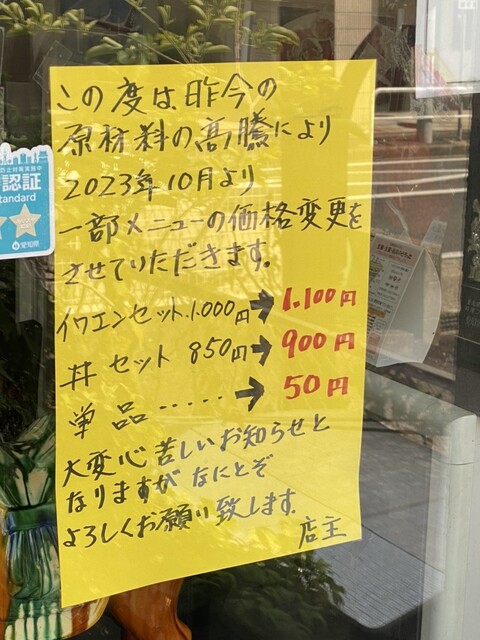 この度は、昨今の
原材料の高騰により
2023年10月より
一部メニューの価格変更を
させていただきます。
イワエンセット.1.000円→1.100円
丼セット 850円→900円
単品.....→50円
大変心苦しいお知らせと
なりますがなにとぞ
よろしくお願い致します。
店主
認証
tandard
愛知県